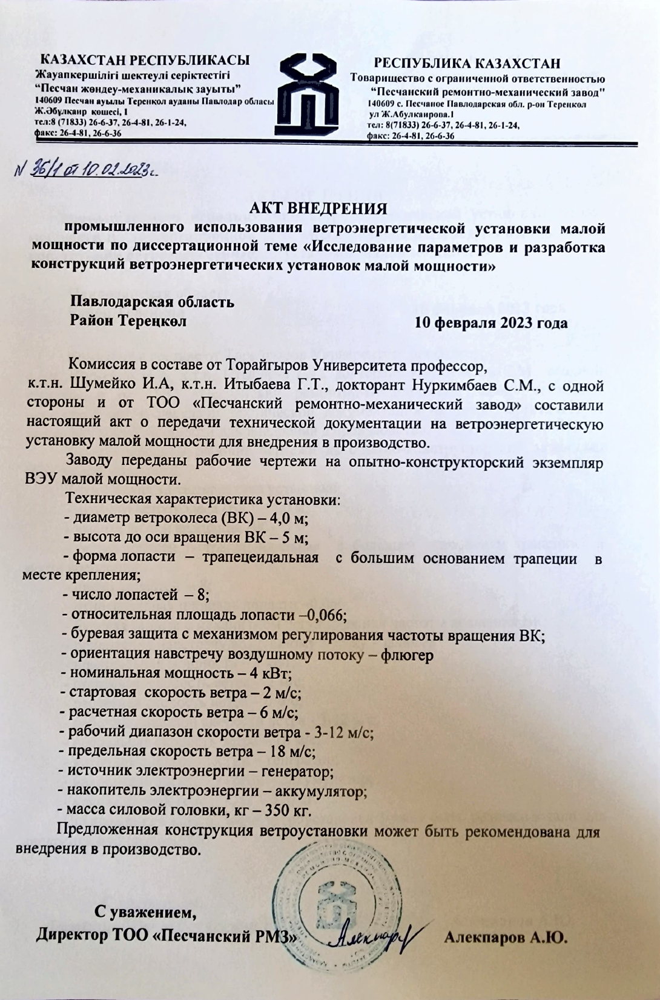 ҚАЗАХСТАН РЕСПУБЛИКАСЫ
Жауапкершілігі шектеулі серіктестігі
“Песчан жөндеу-механикалық зауыты”
140609 Песчан ауылы Теренкол ауданы Павлодар обласы
Ж.Әбұлкаир көшесі, 1
тел:8 (71833) 26-6-37, 26-4-81, 26-1-24,
факс: 26-4-81, 26-6-36
РЕСПУБЛИКА КАЗАХСТАН
Товарищество с ограниченной ответственностью
“Песчанский ремонтно-механический завод"
140609 с. Песчаное Павлодарская обл. р-он Теренкол
ул Ж.Абулкаирова.1
тел: 8(71833) 26-6-37, 26-4-81, 26-1-24,
факс: 26-4-81, 26-6-36
N 36/1 от 10.02.2023г.
АКТ ВНЕДРЕНИЯ
промышленного использования ветроэнергетической установки малой
мощности по диссертационной теме «Исследование параметров и разработка
конструкций ветроэнергетических установок малой мощности»
Павлодарская область
Район Тереңкөл
10 февраля 2023 года
Комиссия в составе от Торайгыров Университета профессор,
к.т.н. Шумейко И.А, к.т.н. Итыбаева Г.Т., докторант Нуркимбаев С.М., с одной
стороны и от ТОО «Песчанский ремонтно-механический завод» составили
настоящий акт о передачи технической документации на ветроэнергетическую
установку малой мощности для внедрения в производство.
Заводу переданы рабочие чертежи на опытно-конструкторский экземпляр
ВЭУ малой мощности.
Техническая характеристика установки:
- диаметр ветроколеса (ВК) – 4,0 м;
- высота до оси вращения ВК – 5 м;
- форма лопасти – трапецеидальная с большим основанием трапеции в
месте крепления;
- число лопастей – 8;
- относительная площадь лопасти –0,066;
- буревая защита с механизмом регулирования частоты вращения ВК;
- ориентация навстречу воздушному потоку – флюгер
- номинальная мощность – 4 кВт;
- стартовая скорость ветра – 2 м/с;
- расчетная скорость ветра – 6 м/с;
- рабочий диапазон скорости ветра - 3-12 м/с;
- предельная скорость ветра – 18 м/с;
- источник электроэнергии – генератор;
- накопитель электроэнергии – аккумулятор;
- масса силовой головки, кг – 350 кг.
Предложенная конструкция ветроустановки может быть рекомендована для
внедрения в производство.
С уважением,
Директор ТОО «Песчанский РМЗ»
Алекпаров А.Ю.